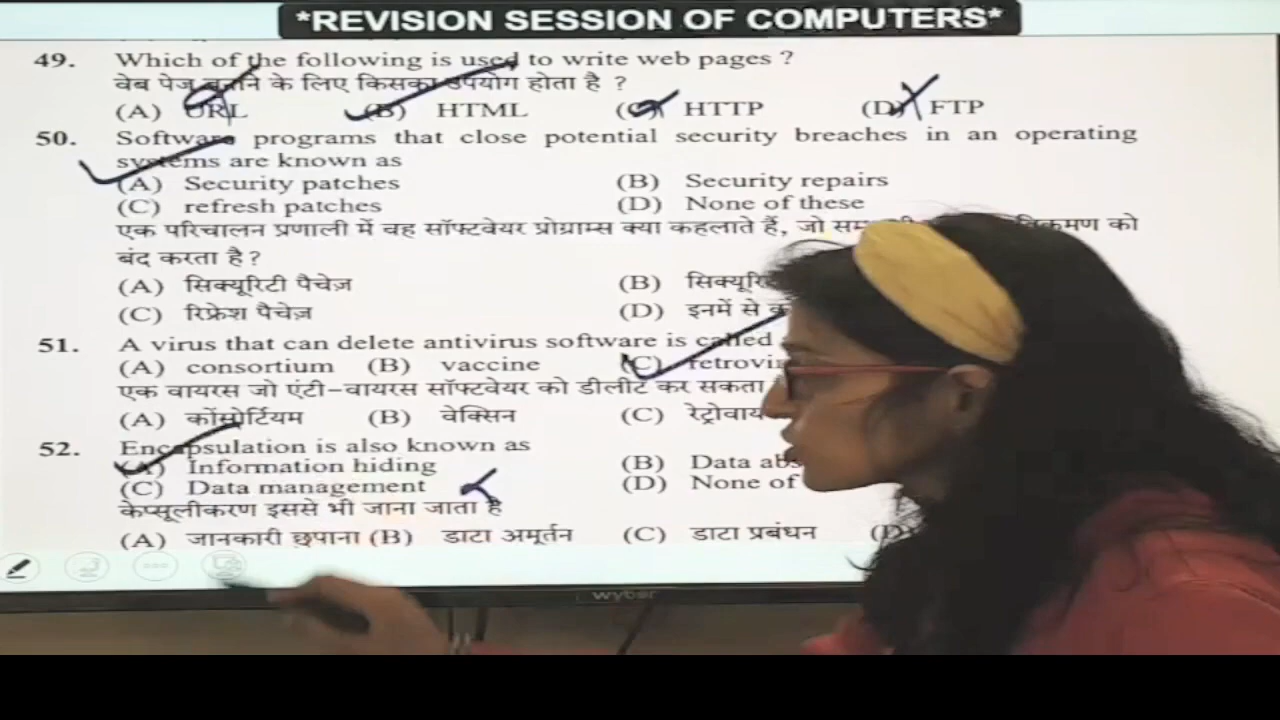 *REVISION SESSION OF COMPUTERS*
49. Which of the following is used to write web pages ?
वेब पेज बनाने के लिए किसका उपयोग होता है ?
(A) URL (B) HTML (C) HTTP (D) FTP
50. Software programs that close potential security breaches in an operating
systems are known as
(A) Security patches (B) Security repairs
(C) refresh patches (D) None of these
एक परिचालन प्रणाली में वह सॉफ्टवेयर प्रोग्राम्स क्या कहलाते हैं, जो को
बंद करता है ?
(A) सिक्यूरिटी पैचेज़ (B)
(C) रिफ्रेश पैचेज़ (D) इनमें से
51. A virus that can delete antivirus software is called
(A) consortium (B) vaccine (C)
एक वायरस जो एंटी–वायरस सॉफ्टवेयर को डीलीट कर सकता
(A) कोंसोर्टियम (B) वेक्सिन (C)
52. Encapsulation is also known as
(A) Information hiding (B) Data
(C) Data management (D) None of
केप्सूलीकरण इससे भी जाना जाता है
(A) जानकारी छुपाना (B) डाटा अमूर्तन (C) डाटा प्रबंधन (D)